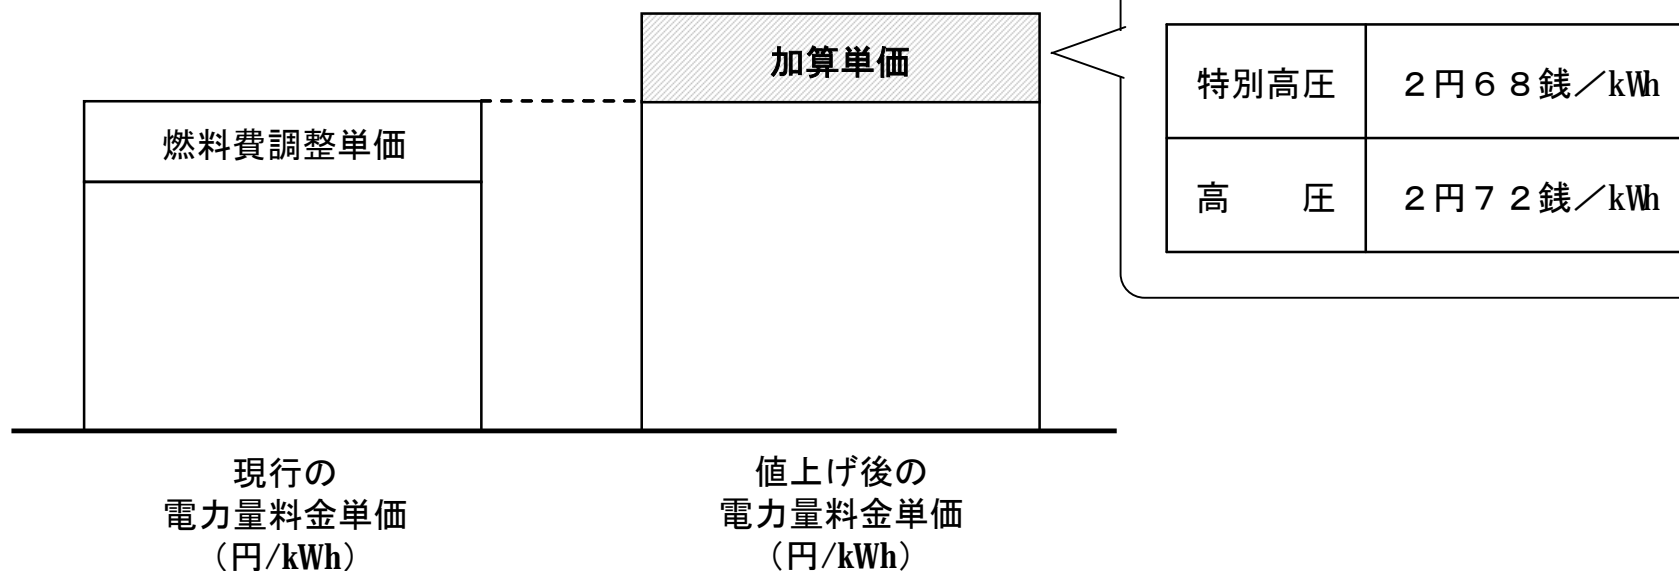 加算単価
燃料費調整単価
特別高圧 ２円６８銭／kWh
高　　圧 ２円７２銭／kWh
現行の
電力量料金単価
（円/kWh）
値上げ後の
電力量料金単価
（円/kWh）